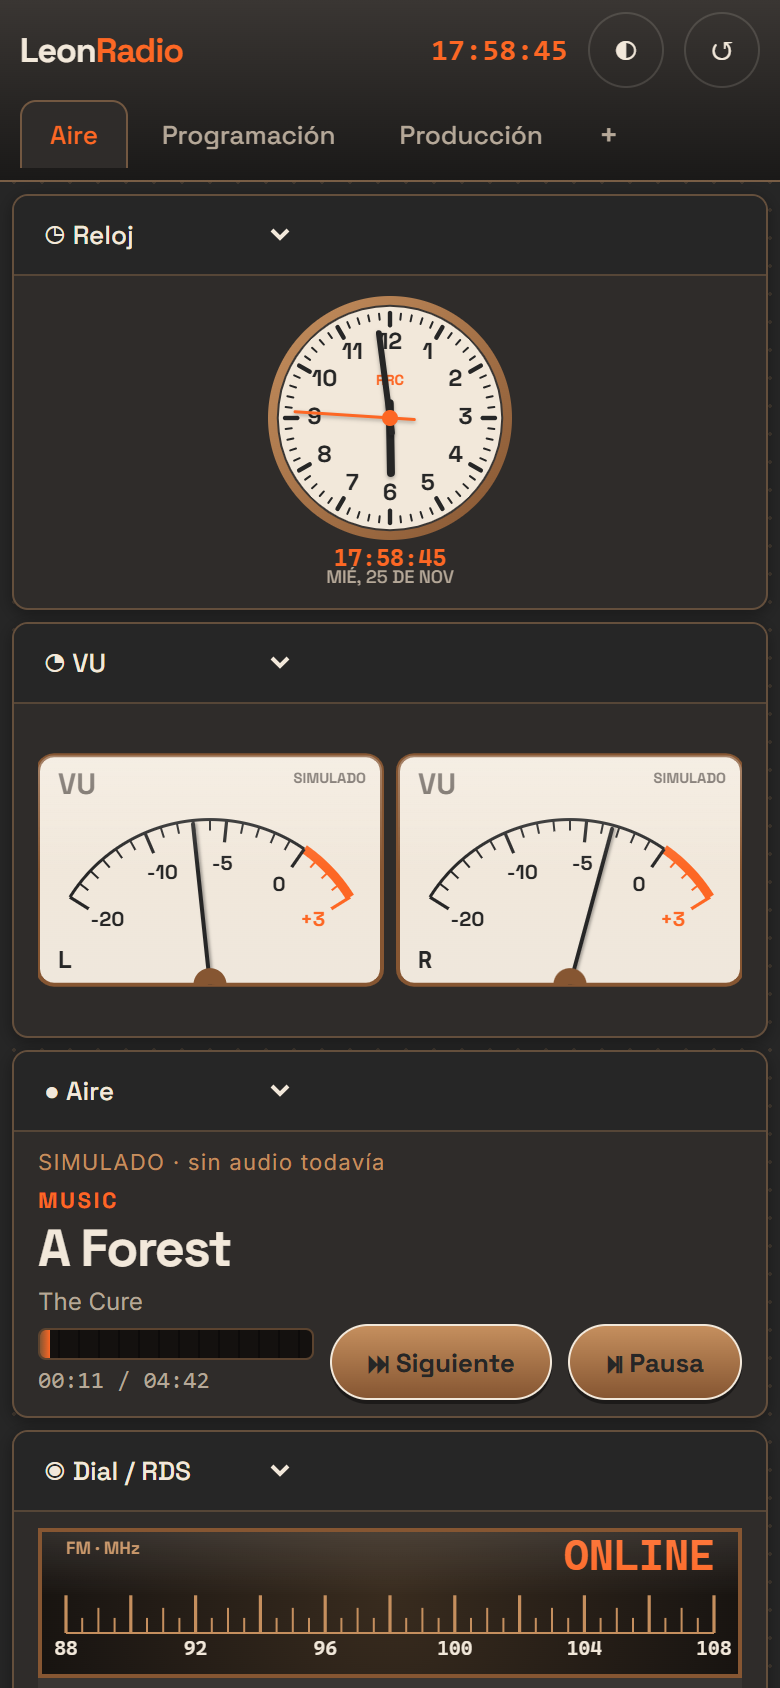 LeonRadio 17:58:45
Aire Programación Producción +
Reloj
12
11 1
10 2
9 3
8 4
7 5
6
17:58:45
MIÉ, 25 DE NOV
VU
VU SIMULADO
-20 -10 -5 0 +3
L
VU SIMULADO
-20 -10 -5 0 +3
R
Aire
SIMULADO · sin audio todavía
MUSIC
A Forest
The Cure
00:11 / 04:42
Siguiente
Pausa
Dial / RDS
FM · MHz ONLINE
88 92 96 100 104 108